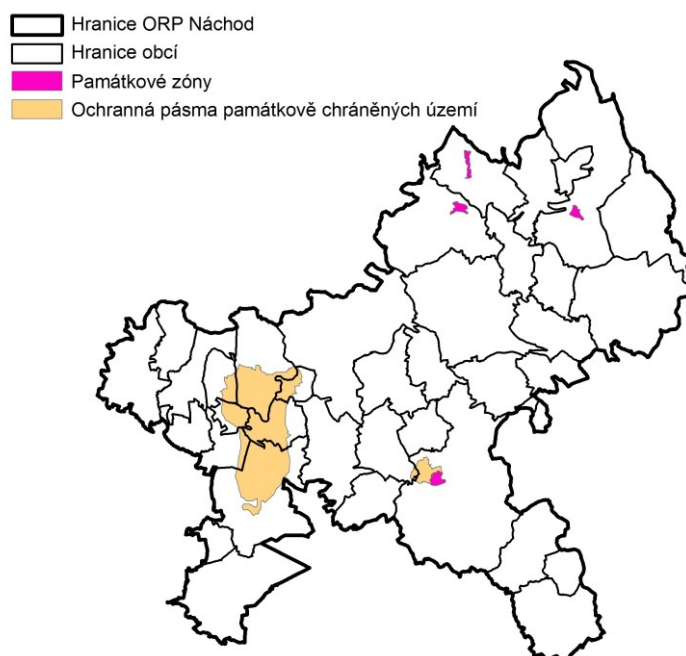 Hranice ORP Náchod
Hranice obcí
Památkové zóny
Ochranná pásma památkově chráněných území